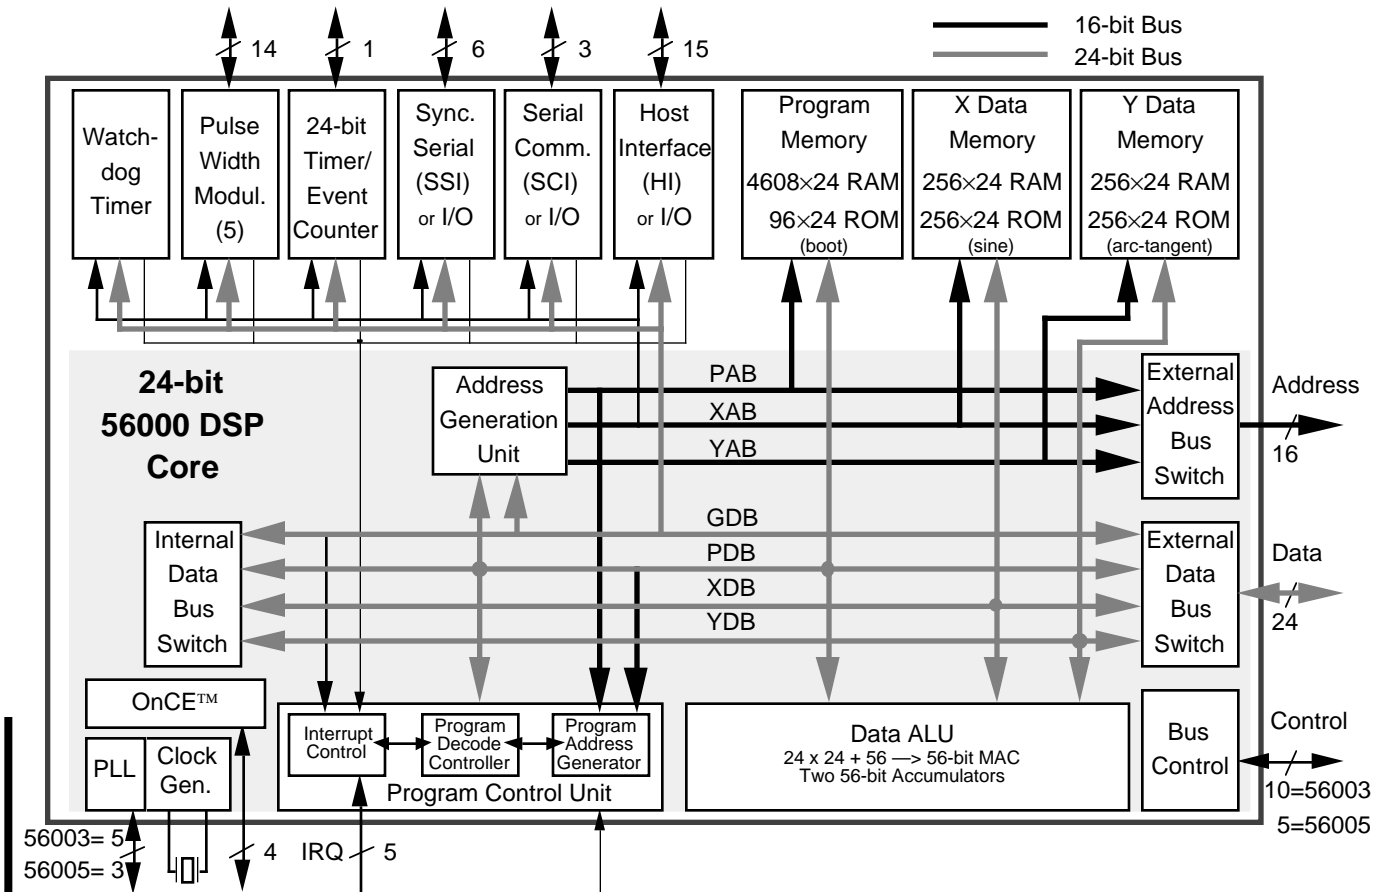 14
1
6
3
15
16-bit Bus
24-bit Bus
Watch-
dog
Timer
Pulse
Width
Modul.
(5)
24-bit
Timer/
Event
Counter
Sync.
Serial
(SSI)
or I/O
Serial
Comm.
(SCI)
or I/O
Host
Interface
(HI)
or I/O
Program
Memory
4608×24 RAM
96×24 ROM
(boot)
X Data
Memory
256×24 RAM
256×24 ROM
(sine)
Y Data
Memory
256×24 RAM
256×24 ROM
(arc-tangent)
24-bit
56000 DSP
Core
Address
Generation
Unit
PAB
XAB
YAB
External
Address
Bus
Switch
Address
16
Internal
Data
Bus
Switch
GDB
PDB
XDB
YDB
External
Data
Bus
Switch
Data
24
OnCE™
PLL
Clock
Gen.
Interrupt
Control
Program
Decode
Controller
Program
Address
Generator
Program Control Unit
Data ALU
24 x 24 + 56 —> 56-bit MAC
Two 56-bit Accumulators
Bus
Control
Control
10=56003
5=56005
56003= 5
56005= 3
4
IRQ
5